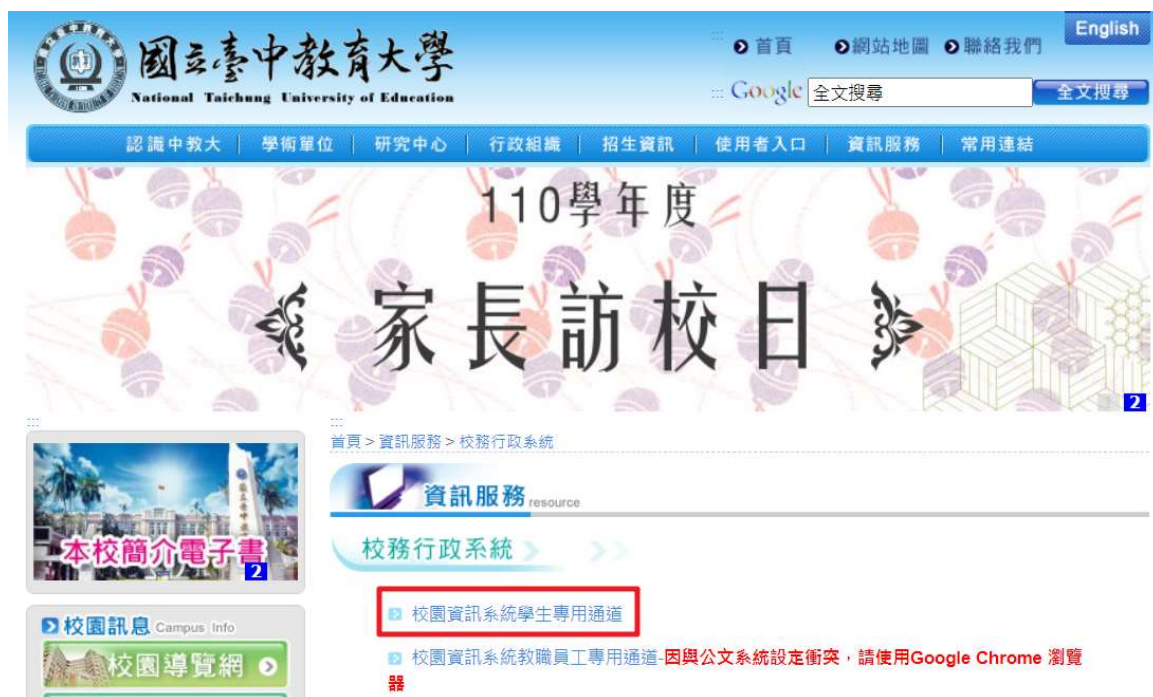 English
國立臺中教育大學
National Taichung University of Education
::: 首頁 網站地圖 聯絡我們
::: Google 全文搜尋 全文搜尋
認識中教大 | 學術單位 | 研究中心 | 行政組織 | 招生資訊 | 使用者入口 | 資訊服務 | 常用連結
110學年度
家長訪校日
2
:::
本校簡介電子書
2
校園訊息 Campus Info
校園導覽網
:::
首頁 > 資訊服務 > 校務行政系統
資訊服務 resource
校務行政系統
校園資訊系統學生專用通道
校園資訊系統教職員工專用通道-因與公文系統設定衝突，請使用Google Chrome 瀏覽
器